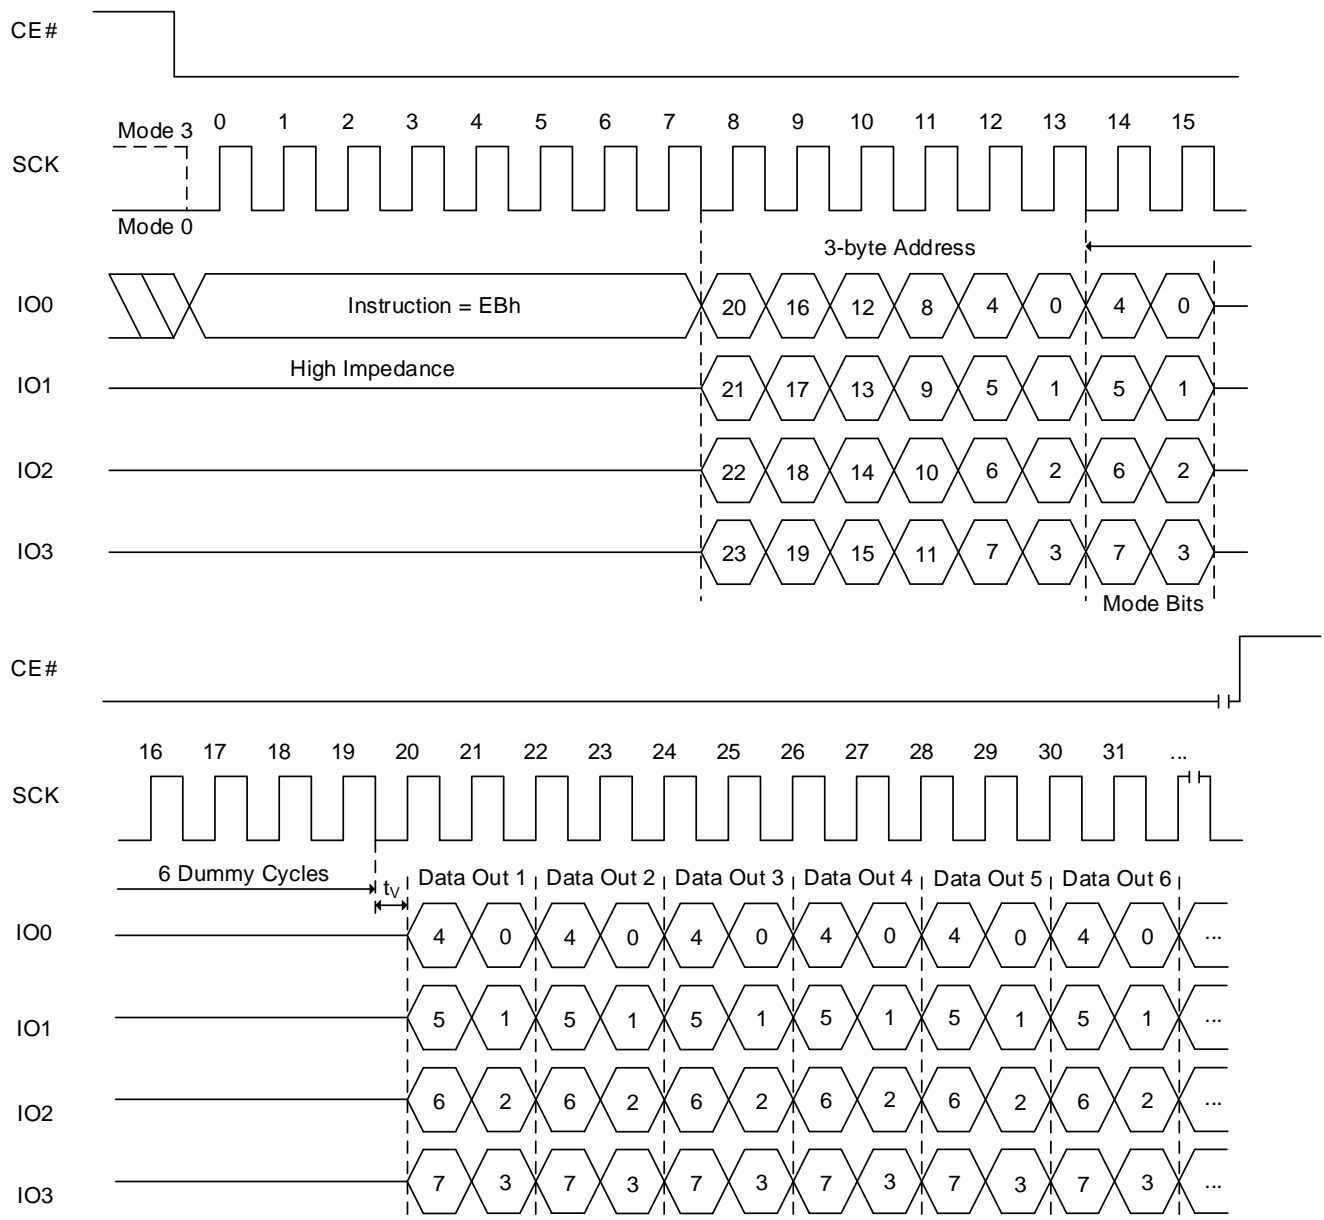 CE#
0 1 2 3 4 5 6 7 8 9 10 11 12 13 14 15
Mode 3
SCK
Mode 0
3-byte Address
IO0 Instruction = EBh 20 16 12 8 4 0 4 0
High Impedance
IO1 21 17 13 9 5 1 5 1
IO2 22 18 14 10 6 2 6 2
IO3 23 19 15 11 7 3 7 3
Mode Bits
CE#
16 17 18 19 20 21 22 23 24 25 26 27 28 29 30 31 ...
SCK
6 Dummy Cycles tV Data Out 1 Data Out 2 Data Out 3 Data Out 4 Data Out 5 Data Out 6
IO0 4 0 4 0 4 0 4 0 4 0 4 0 ...
IO1 5 1 5 1 5 1 5 1 5 1 5 1 ...
IO2 6 2 6 2 6 2 6 2 6 2 6 2 ...
IO3 7 3 7 3 7 3 7 3 7 3 7 3 ...